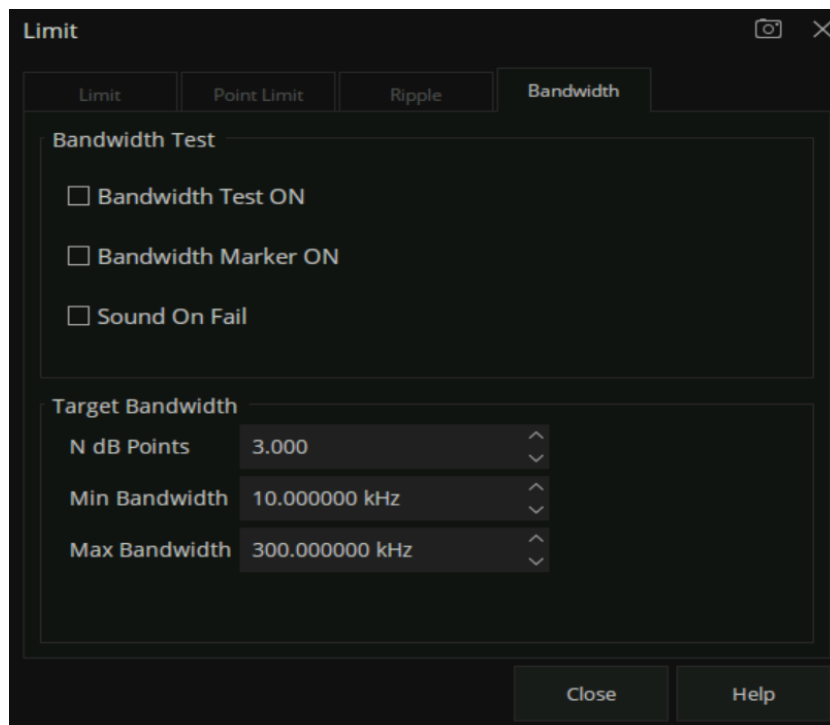 Limit
Limit Point Limit Ripple Bandwidth
Bandwidth Test
Bandwidth Test ON
Bandwidth Marker ON
Sound On Fail
Target Bandwidth
N dB Points 3.000
Min Bandwidth 10.000000 kHz
Max Bandwidth 300.000000 kHz
Close Help